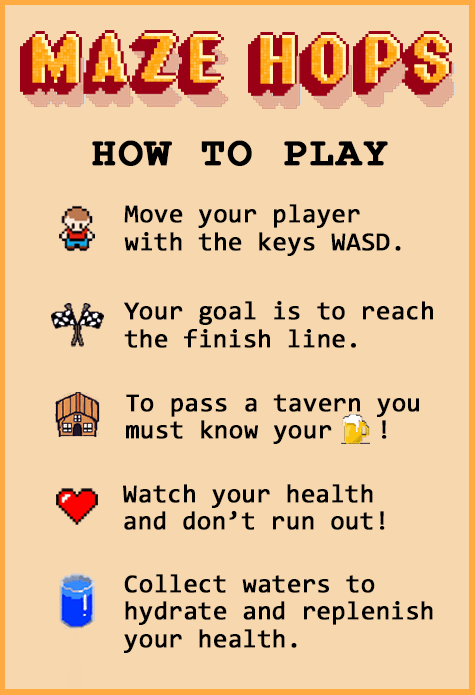 MAZE HOPS
HOW TO PLAY
Move your player
with the keys WASD.
Your goal is to reach
the finish line.
To pass a tavern you
must know your !
Watch your health
and don’t run out!
Collect waters to
hydrate and replenish
your health.